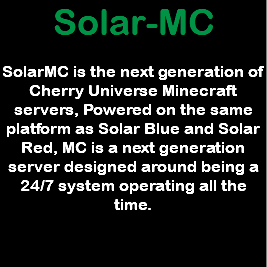 Solar-MC
SolarMC is the next generation of
Cherry Universe Minecraft
servers, Powered on the same
platform as Solar Blue and Solar
Red, MC is a next generation
server designed around being a
24/7 system operating all the
time.